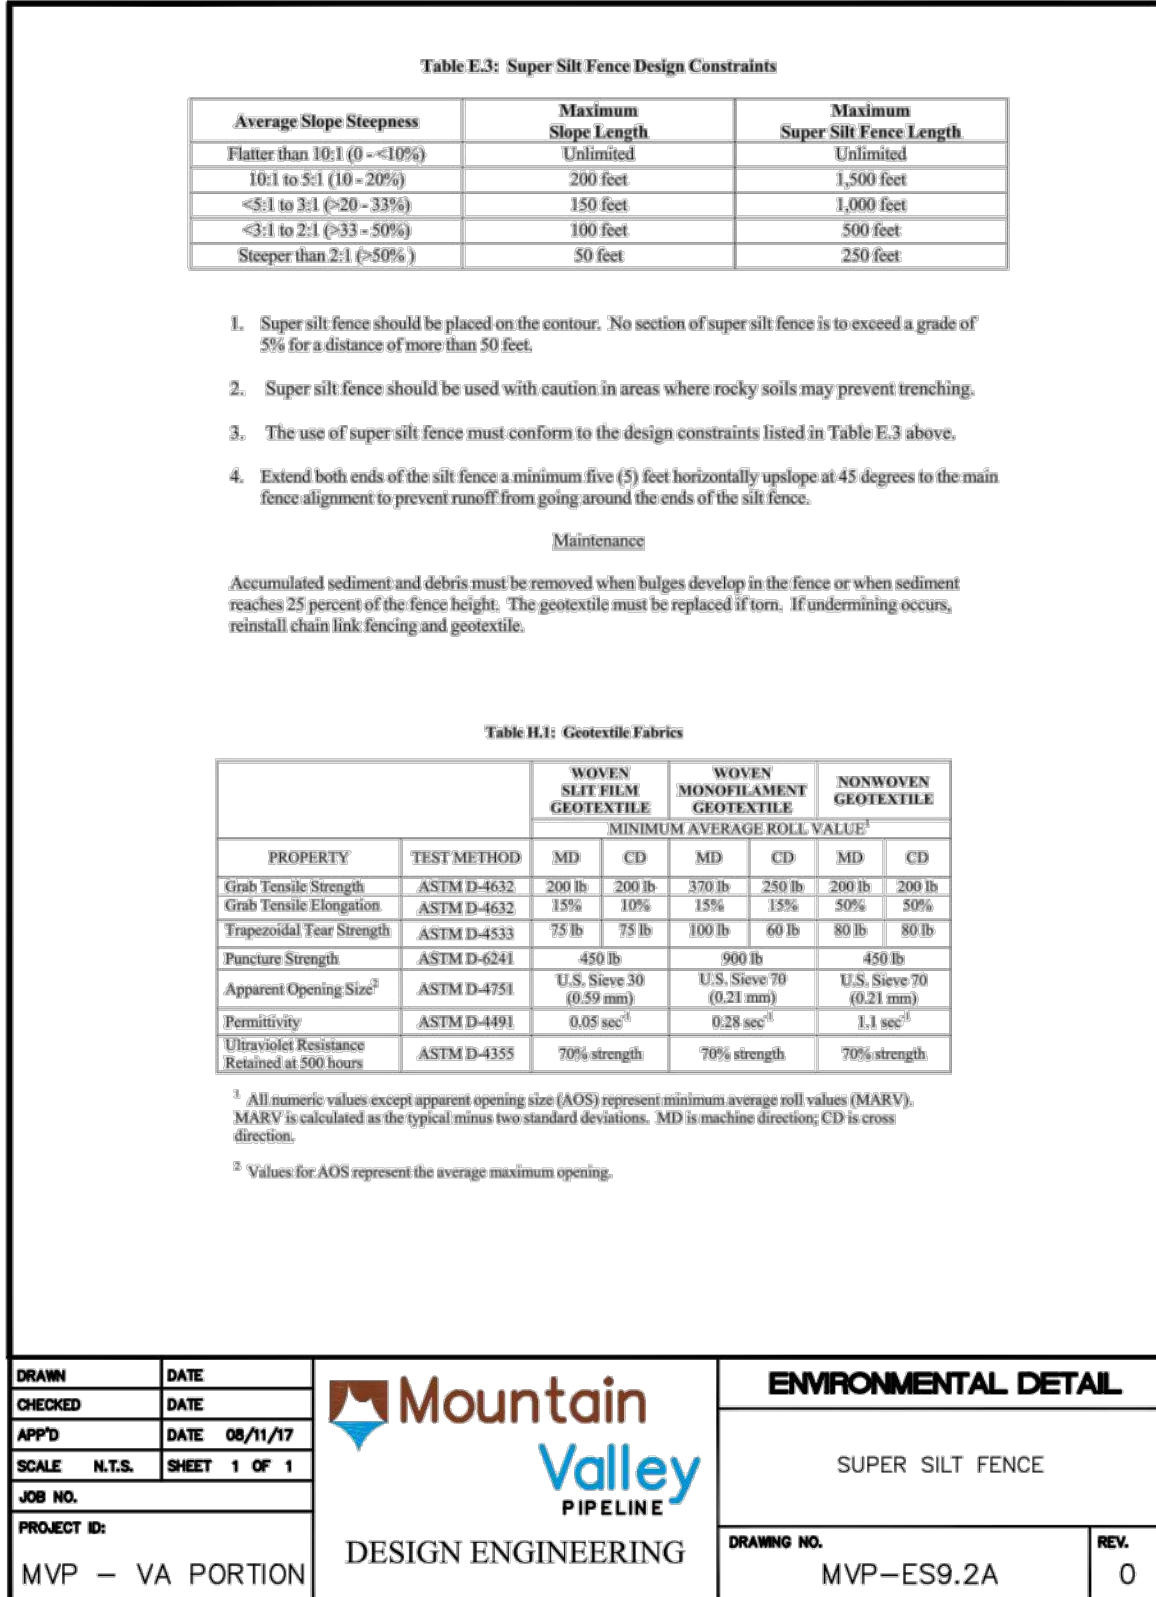 Table E.3: Super Silt Fence Design Constraints
Average Slope Steepness
Maximum
Slope Length
Maximum
Super Silt Fence Length
Flatter than 10:1 (0 - <10%) Unlimited Unlimited
10:1 to 5:1 (10 - 20%) 200 feet 1,500 feet
<5:1 to 3:1 (>20 - 33%) 150 feet 1,000 feet
<3:1 to 2:1 (>33 - 50%) 100 feet 500 feet
Steeper than 2:1 (>50% ) 50 feet 250 feet
1. Super silt fence should be placed on the contour. No section of super silt fence is to exceed a grade of
5% for a distance of more than 50 feet.
2. Super silt fence should be used with caution in areas where rocky soils may prevent trenching.
3. The use of super silt fence must conform to the design constraints listed in Table E.3 above.
4. Extend both ends of the silt fence a minimum five (5) feet horizontally upslope at 45 degrees to the main
fence alignment to prevent runoff from going around the ends of the silt fence.
Maintenance
Accumulated sediment and debris must be removed when bulges develop in the fence or when sediment
reaches 25 percent of the fence height. The geotextile must be replaced if torn. If undermining occurs,
reinstall chain link fencing and geotextile.
Table H.1: Geotextile Fabrics
WOVEN
SLIT FILM
GEOTEXTILE
WOVEN
MONOFILAMENT
GEOTEXTILE
NONWOVEN
GEOTEXTILE
MINIMUM AVERAGE ROLL VALUE¹
PROPERTY TEST METHOD MD CD MD CD MD CD
Grab Tensile Strength ASTM D-4632 200 lb 200 lb 370 lb 250 lb 200 lb 200 lb
Grab Tensile Elongation ASTM D-4632 15% 10% 15% 15% 50% 50%
Trapezoidal Tear Strength ASTM D-4533 75 lb 75 lb 100 lb 60 lb 80 lb 80 lb
Puncture Strength ASTM D-6241 450 lb 900 lb 450 lb
Apparent Opening Size² ASTM D-4751
U.S. Sieve 30
(0.59 mm)
U.S. Sieve 70
(0.21 mm)
U.S. Sieve 70
(0.21 mm)
Permittivity ASTM D-4491 0.05 sec⁻¹ 0.28 sec⁻¹ 1.1 sec⁻¹
Ultraviolet Resistance
Retained at 500 hours
ASTM D-4355 70% strength 70% strength 70% strength
¹ All numeric values except apparent opening size (AOS) represent minimum average roll values (MARV).
MARV is calculated as the typical minus two standard deviations. MD is machine direction; CD is cross
direction.
² Values for AOS represent the average maximum opening.
DRAWN DATE
CHECKED DATE
APP'D DATE 08/11/17
SCALE N.T.S. SHEET 1 OF 1
JOB NO.
PROJECT ID:
MVP – VA PORTION
Mountain
Valley
PIPELINE
DESIGN ENGINEERING
ENVIRONMENTAL DETAIL
SUPER SILT FENCE
DRAWING NO.
MVP–ES9.2A
REV.
0